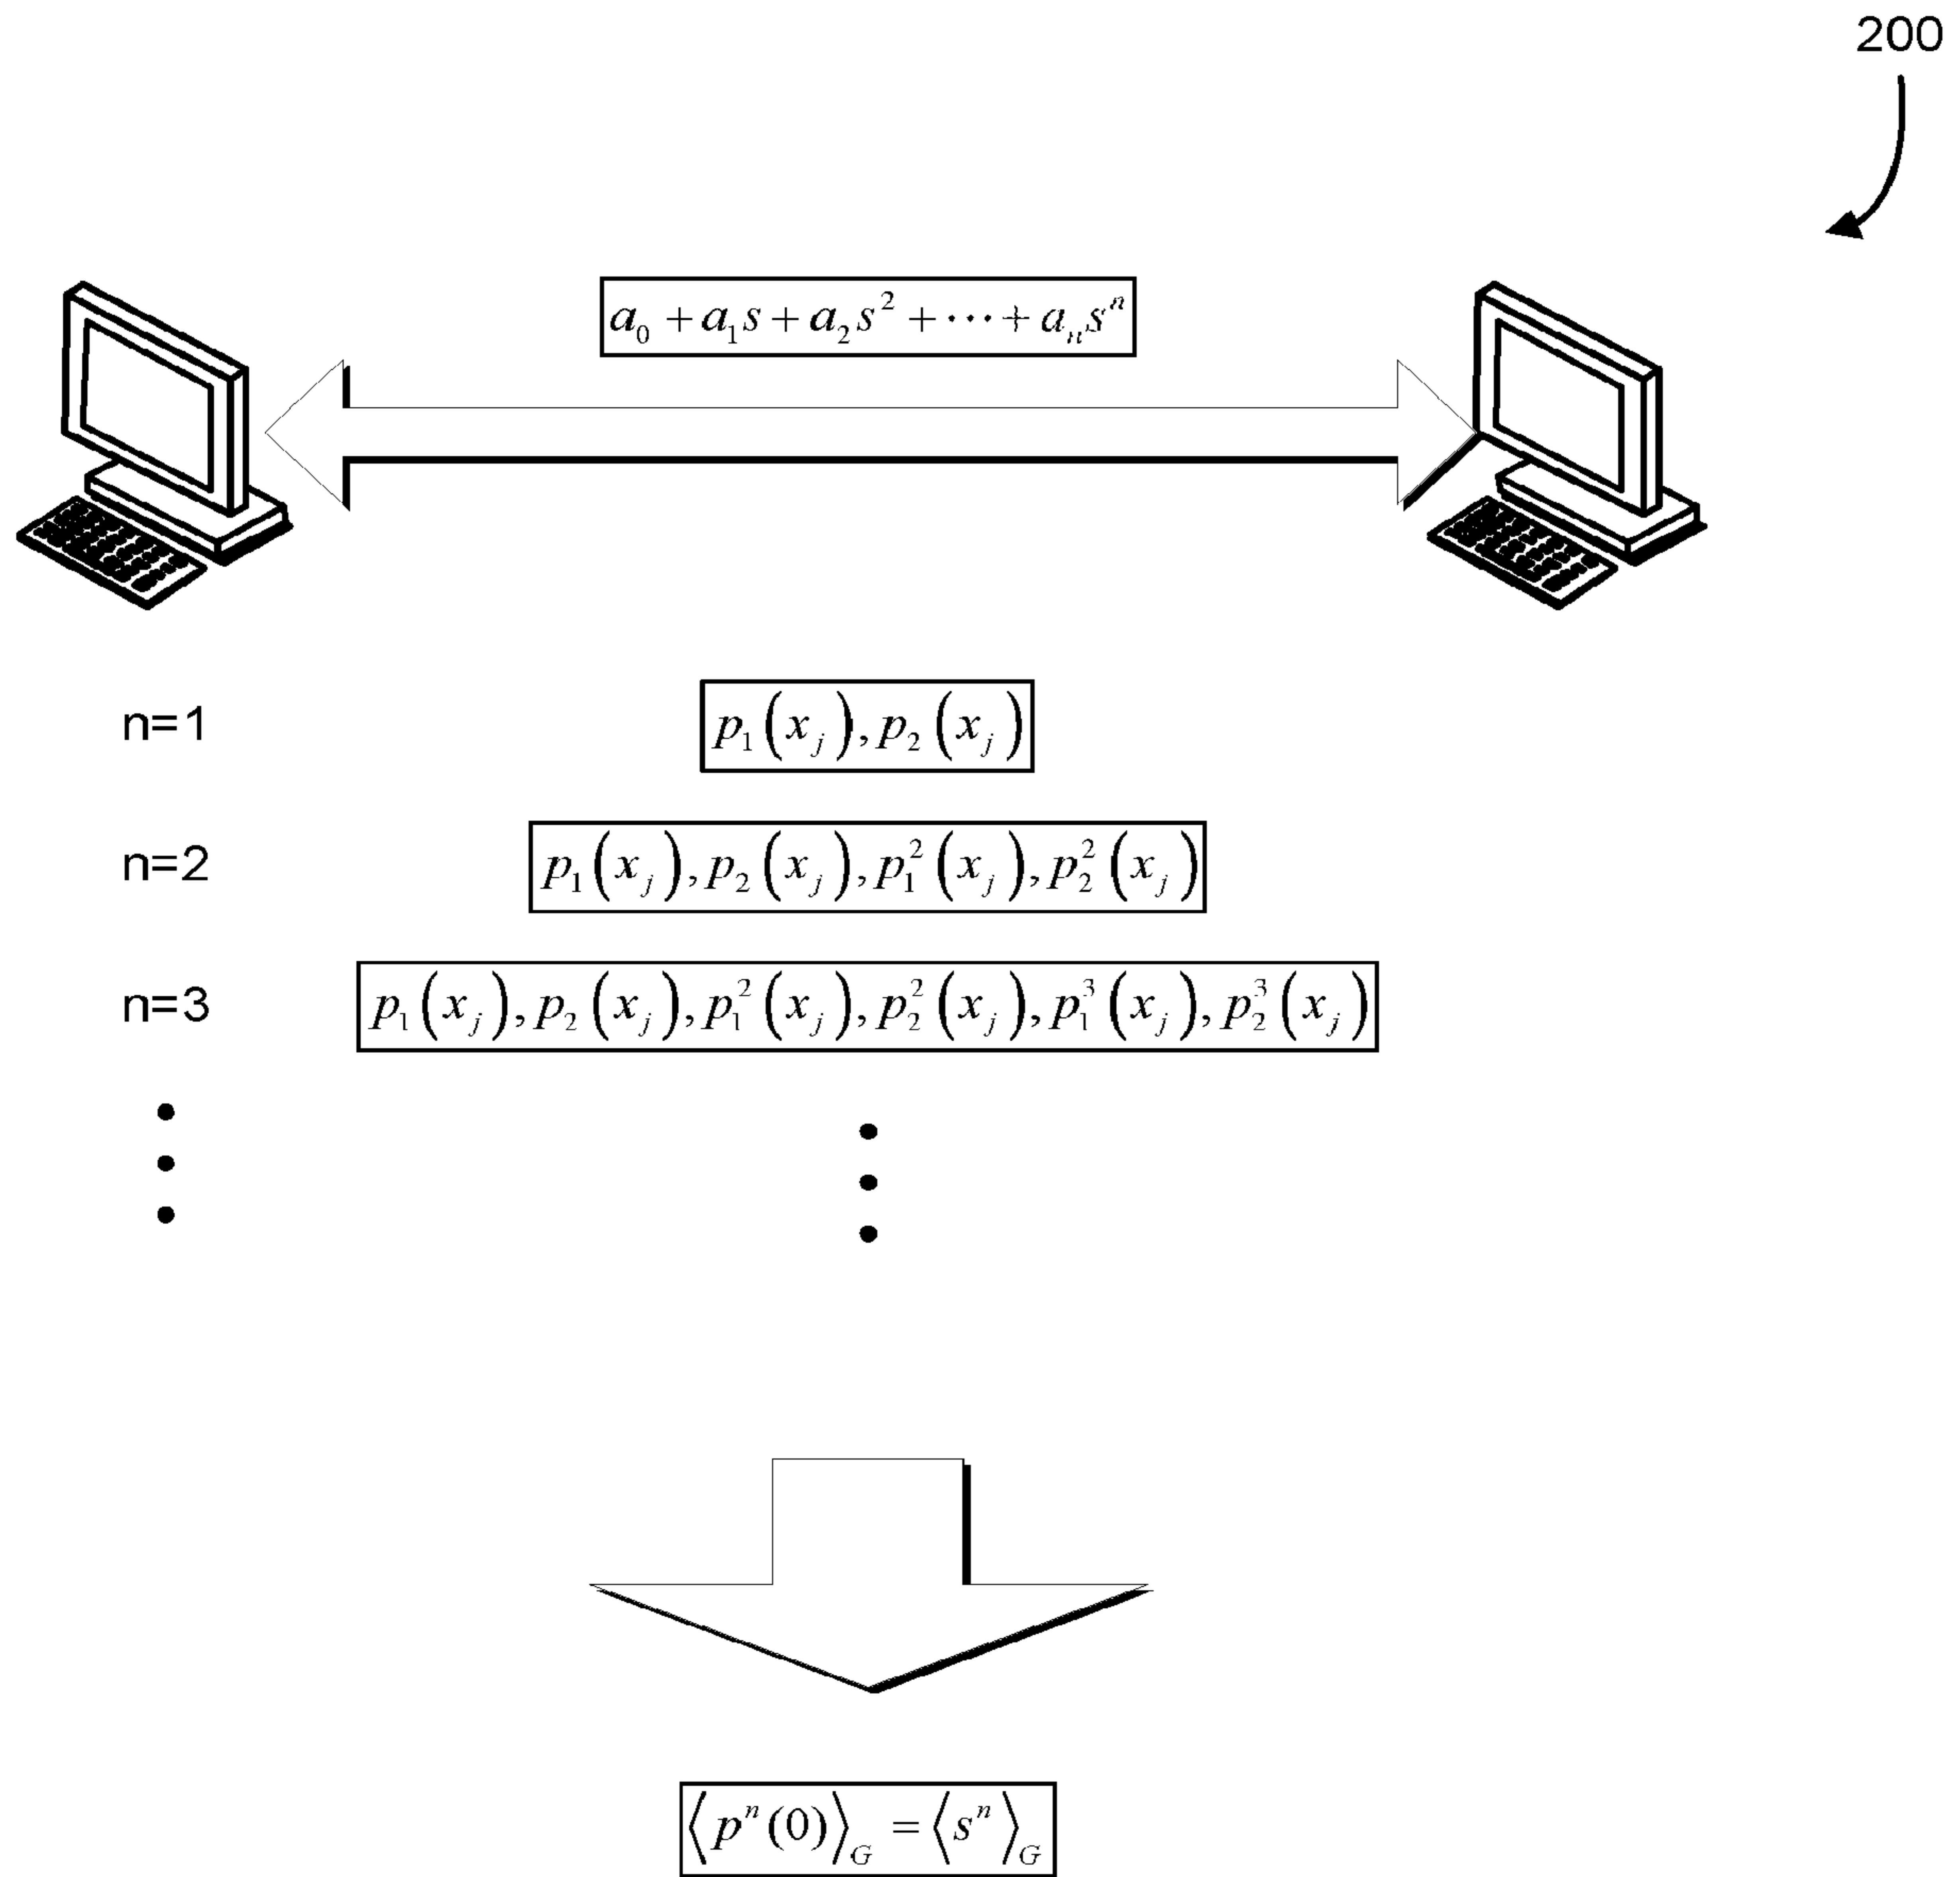 200
a₀ + a₁s + a₂s² + ⋯ + aₙsⁿ
n=1 p₁(xⱼ), p₂(xⱼ)
n=2 p₁(xⱼ), p₂(xⱼ), p₁²(xⱼ), p₂²(xⱼ)
n=3 p₁(xⱼ), p₂(xⱼ), p₁²(xⱼ), p₂²(xⱼ), p₁³(xⱼ), p₂³(xⱼ)
⟨pⁿ(0)⟩_G = ⟨sⁿ⟩_G